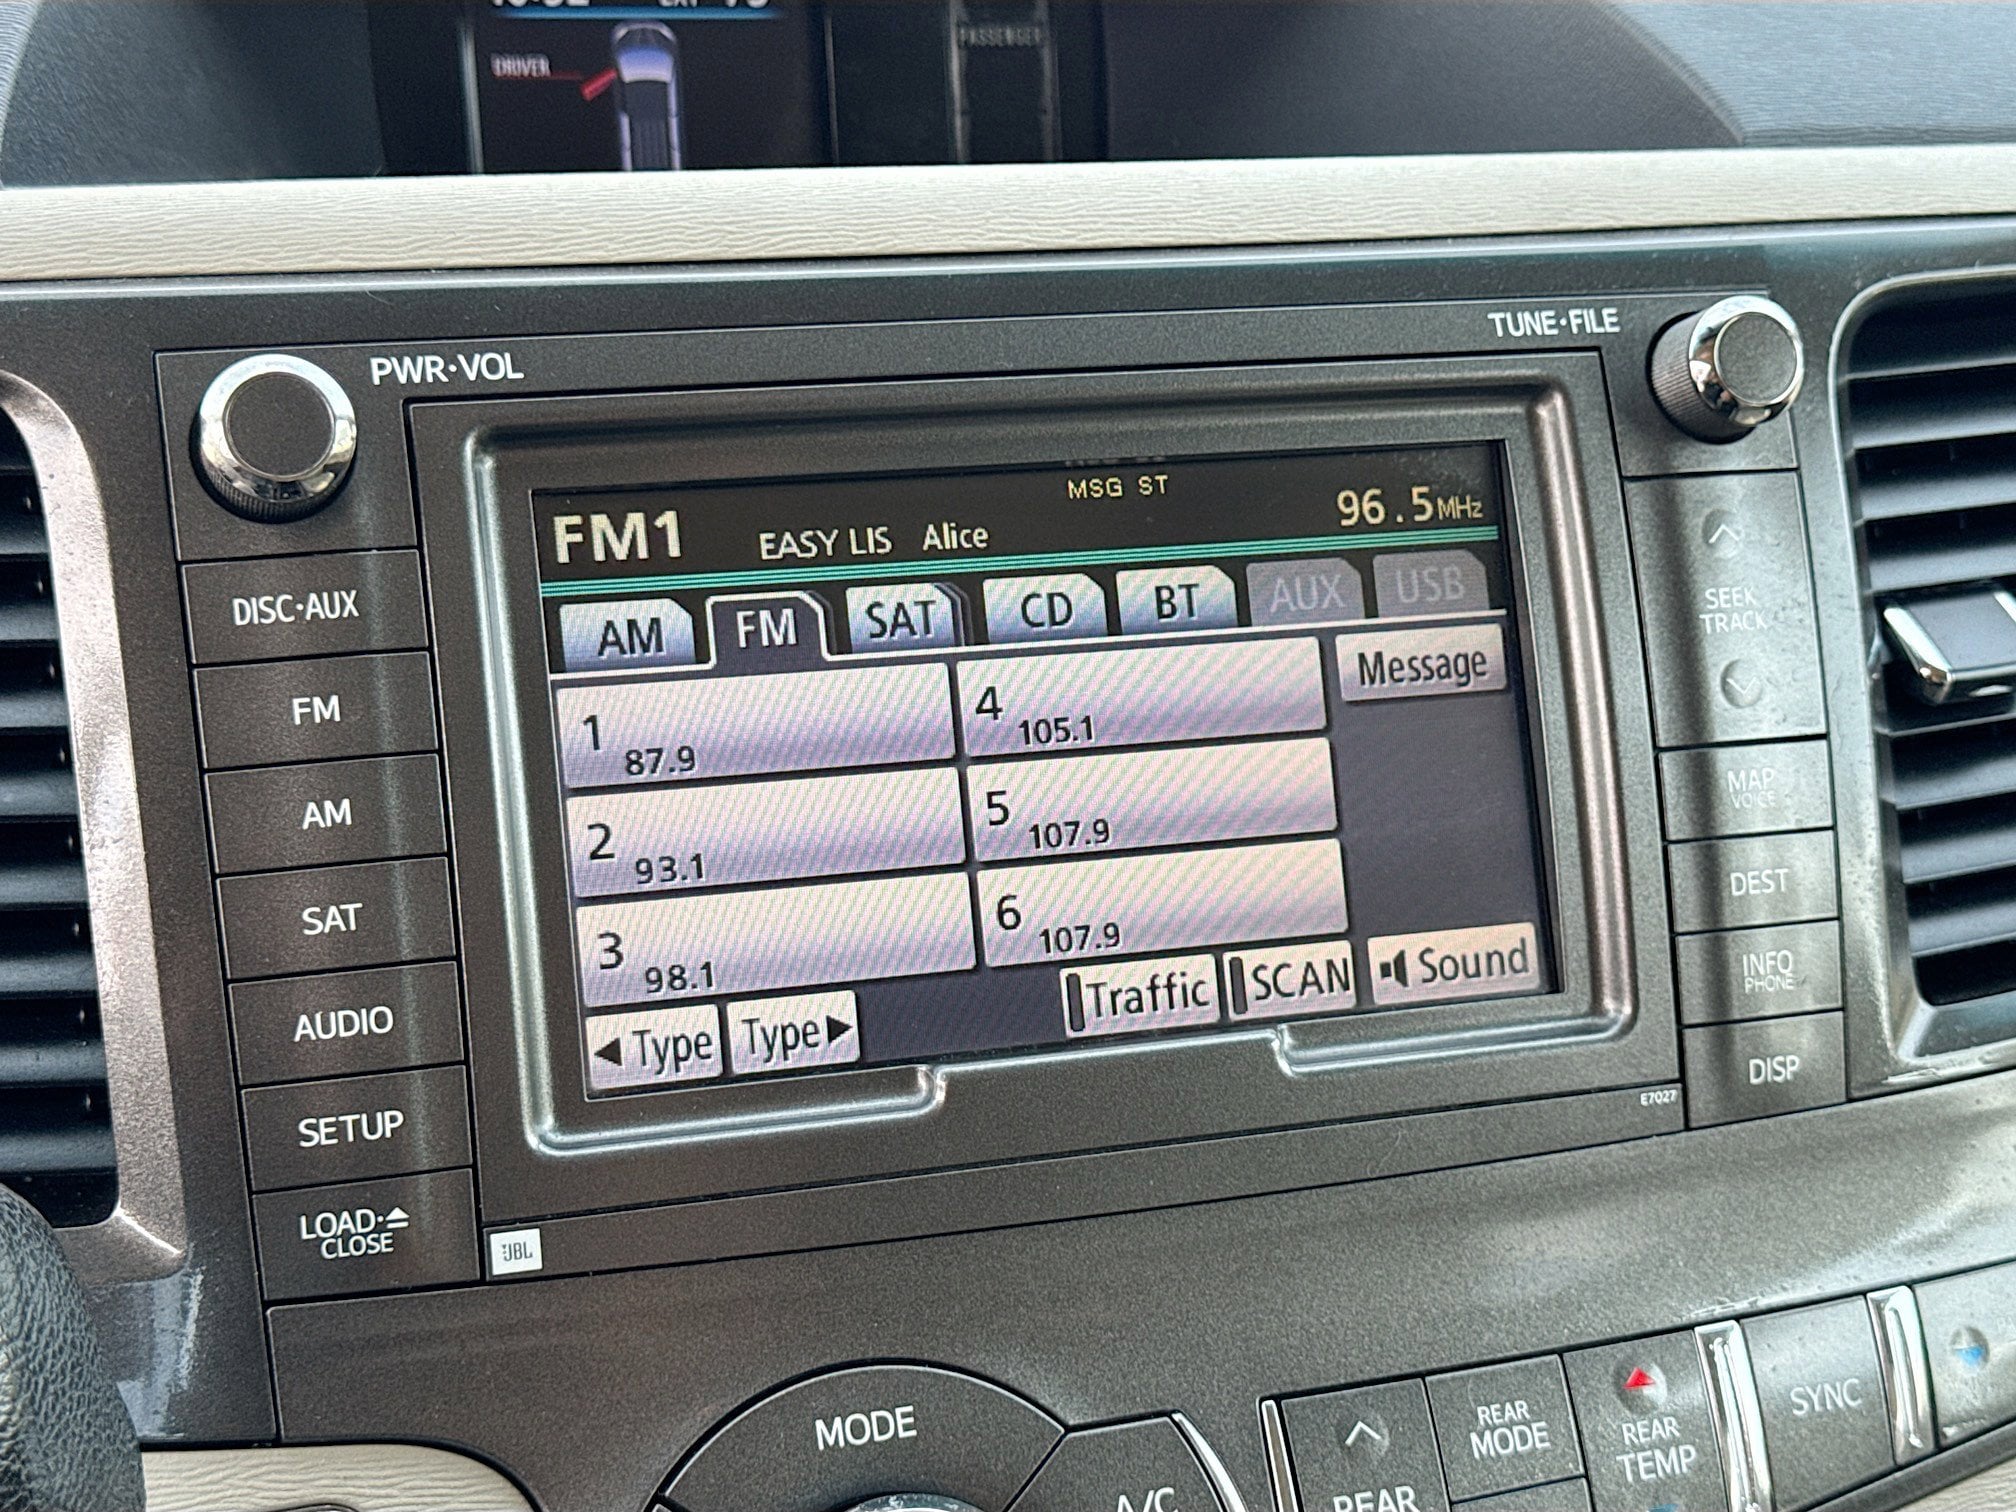 DRIVER
PASSENGER
PWR·VOL
TUNE·FILE
MSG ST
FM1 EASY LIS Alice 96.5MHz
AM FM SAT CD BT AUX USB
1 87.9
4 105.1
Message
2 93.1
5 107.9
3 98.1
6 107.9
◀Type Type▶ Traffic SCAN Sound
DISC·AUX
FM
AM
SAT
AUDIO
SETUP
LOAD·⏏
CLOSE
SEEK
TRACK
MAP
VOICE
DEST
INFO
PHONE
DISP
E7027
JBL
MODE
A/C
REAR
REAR
MODE
REAR
TEMP
SYNC